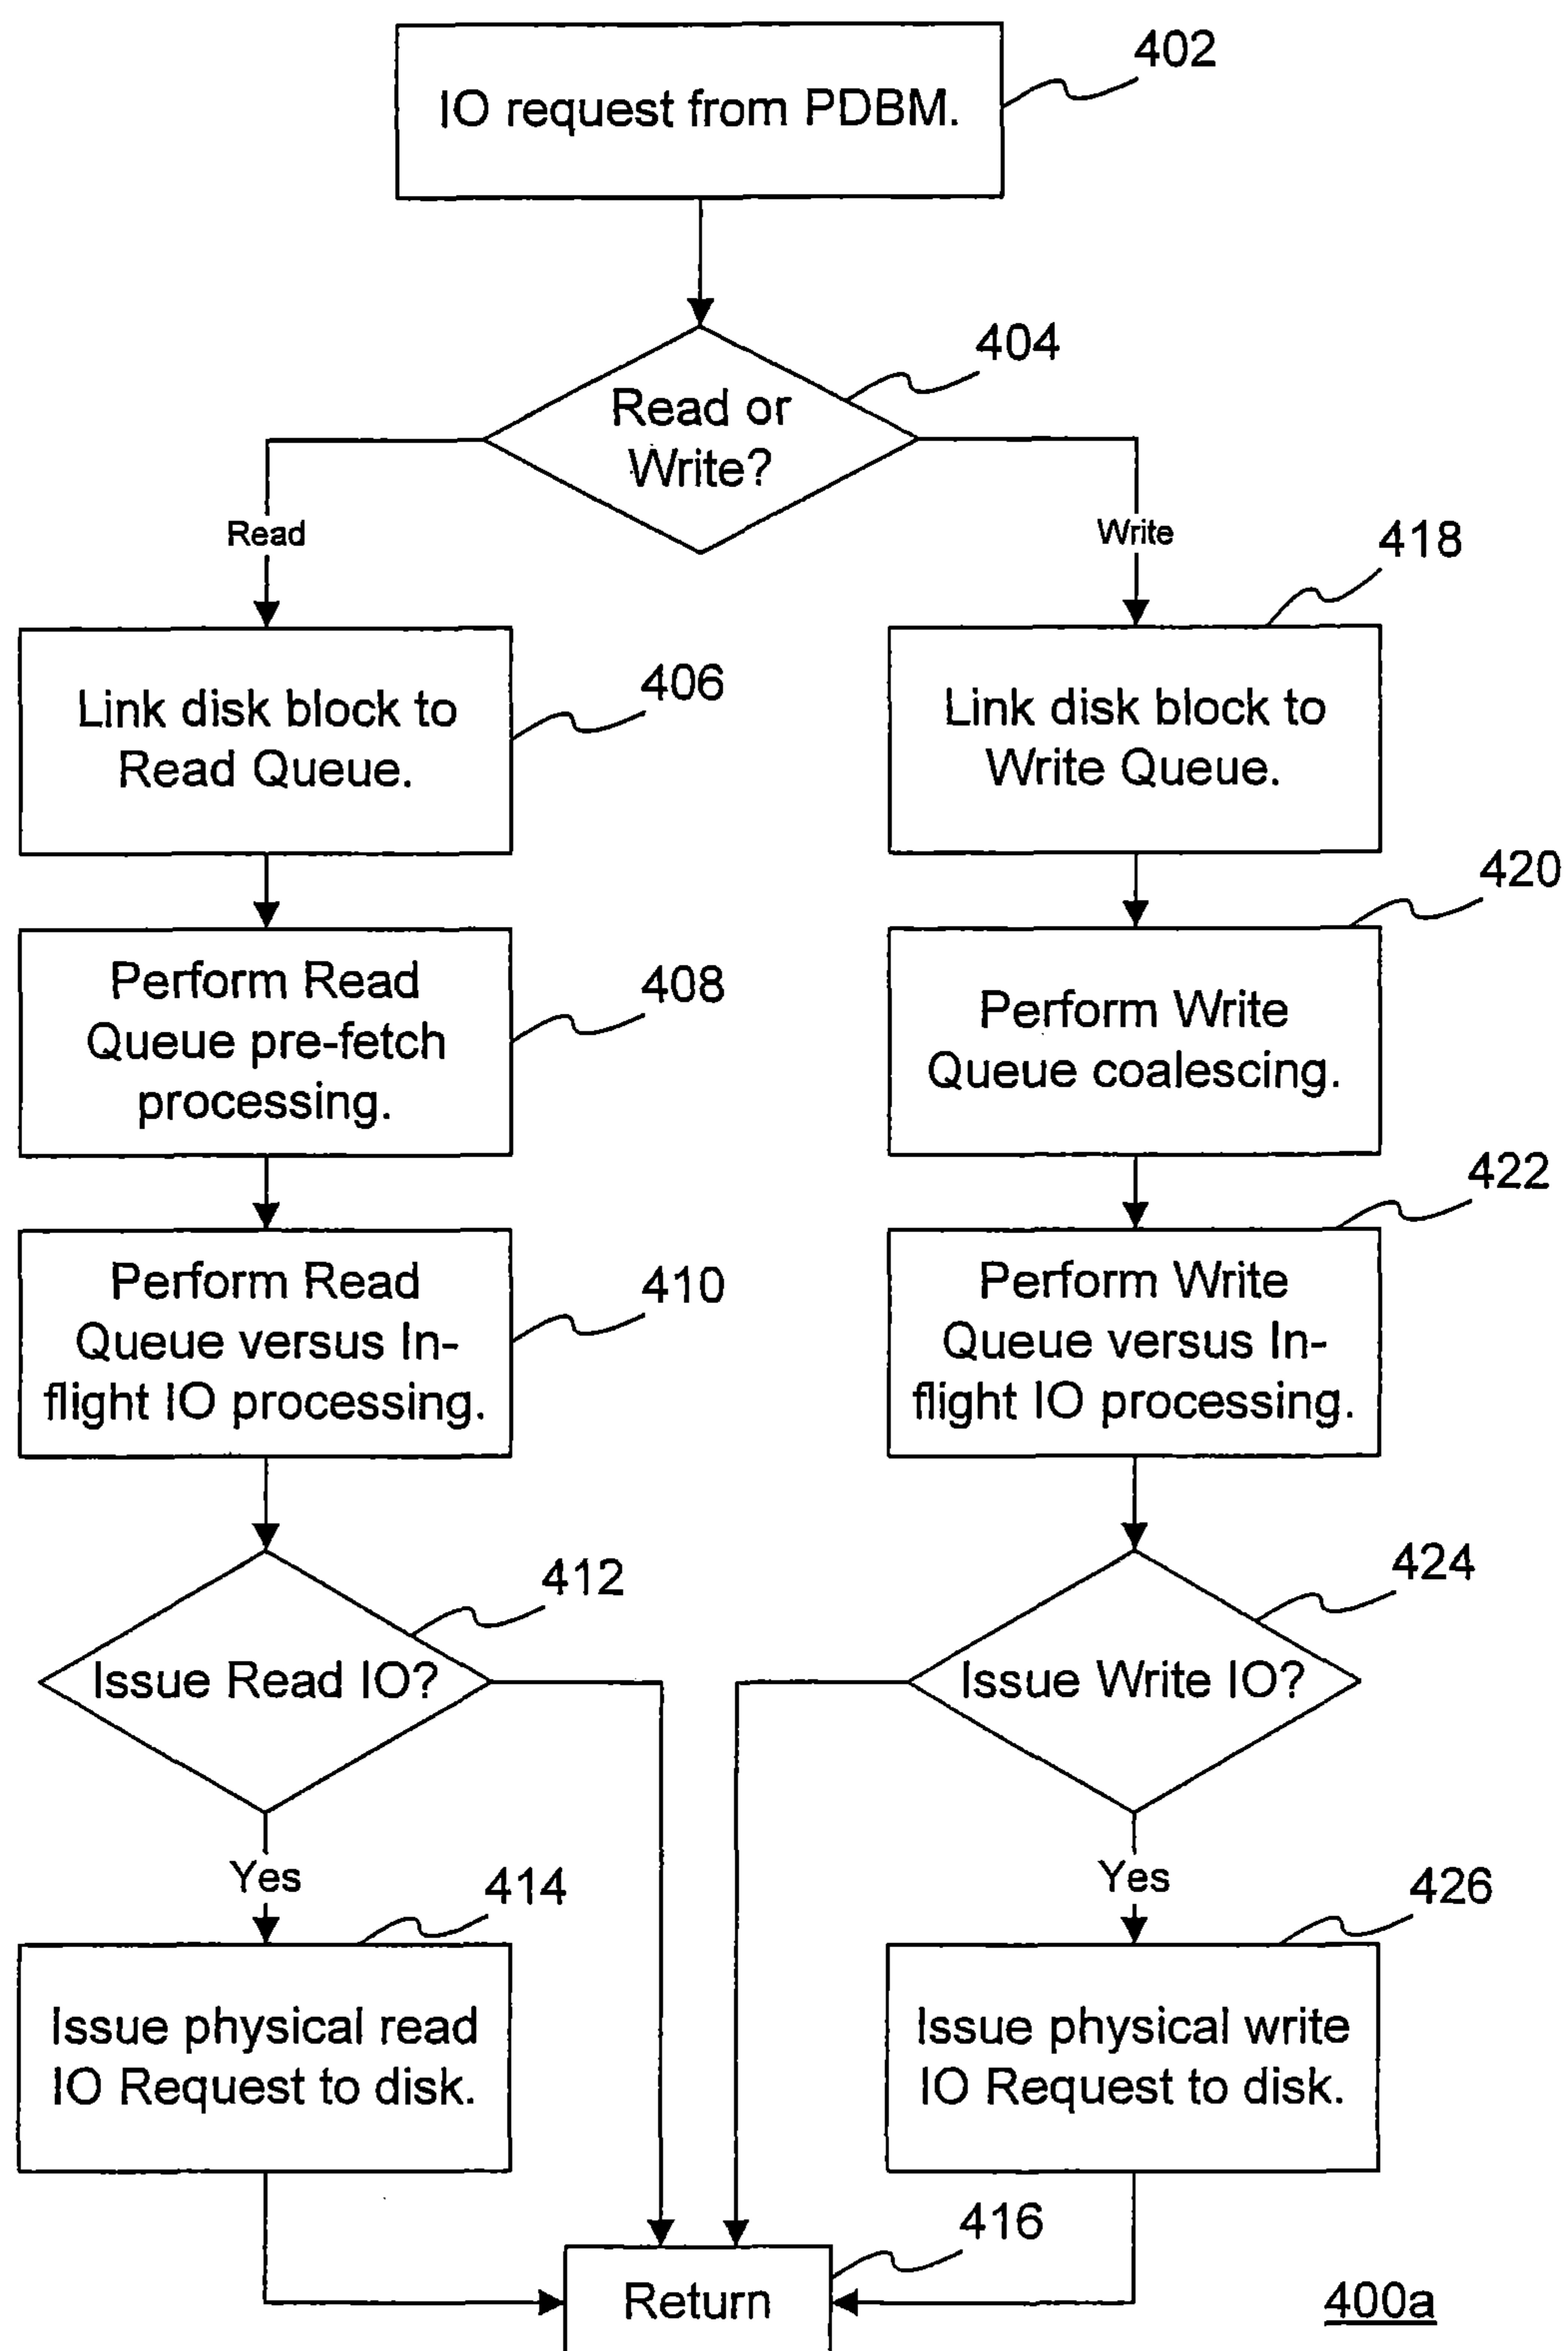 402
IO request from PDBM.
404
Read or
Write?
Read
Write
418
406
Link disk block to
Read Queue.
Link disk block to
Write Queue.
420
408
Perform Read
Queue pre-fetch
processing.
Perform Write
Queue coalescing.
422
410
Perform Read
Queue versus In-
flight IO processing.
Perform Write
Queue versus In-
flight IO processing.
412
424
Issue Read IO?
Issue Write IO?
Yes
Yes
414
426
Issue physical read
IO Request to disk.
Issue physical write
IO Request to disk.
416
Return
400a